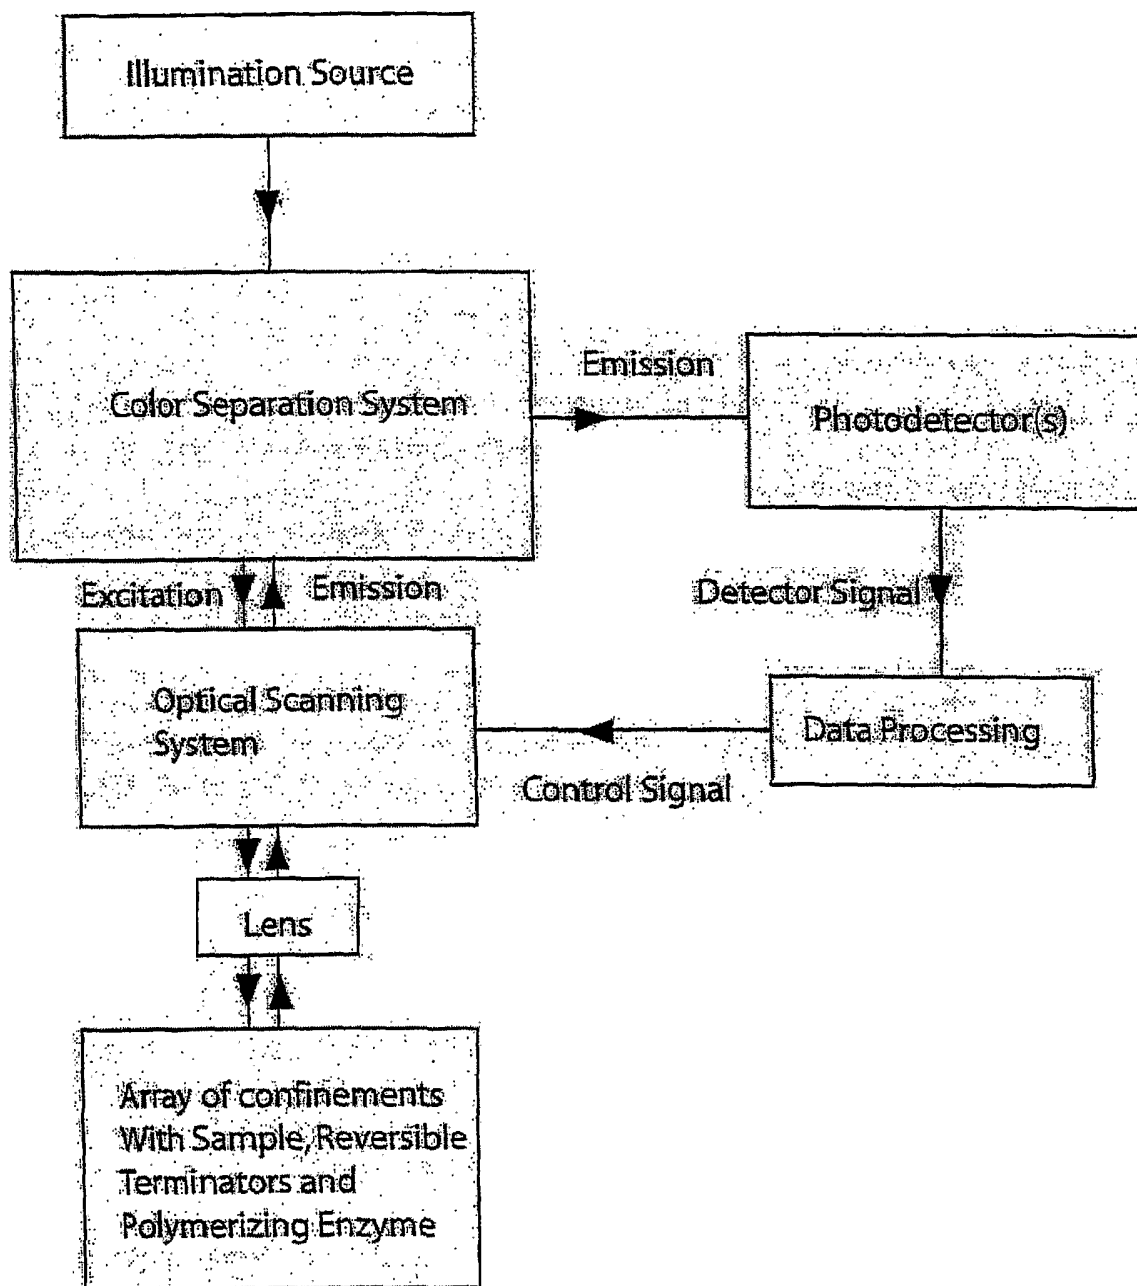 Illumination Source
Color Separation System
Emission
Photodetector(s)
Excitation
Emission
Detector Signal
Optical Scanning
System
Data Processing
Control Signal
Lens
Array of confinements
With Sample, Reversible
Terminators and
Polymerizing Enzyme